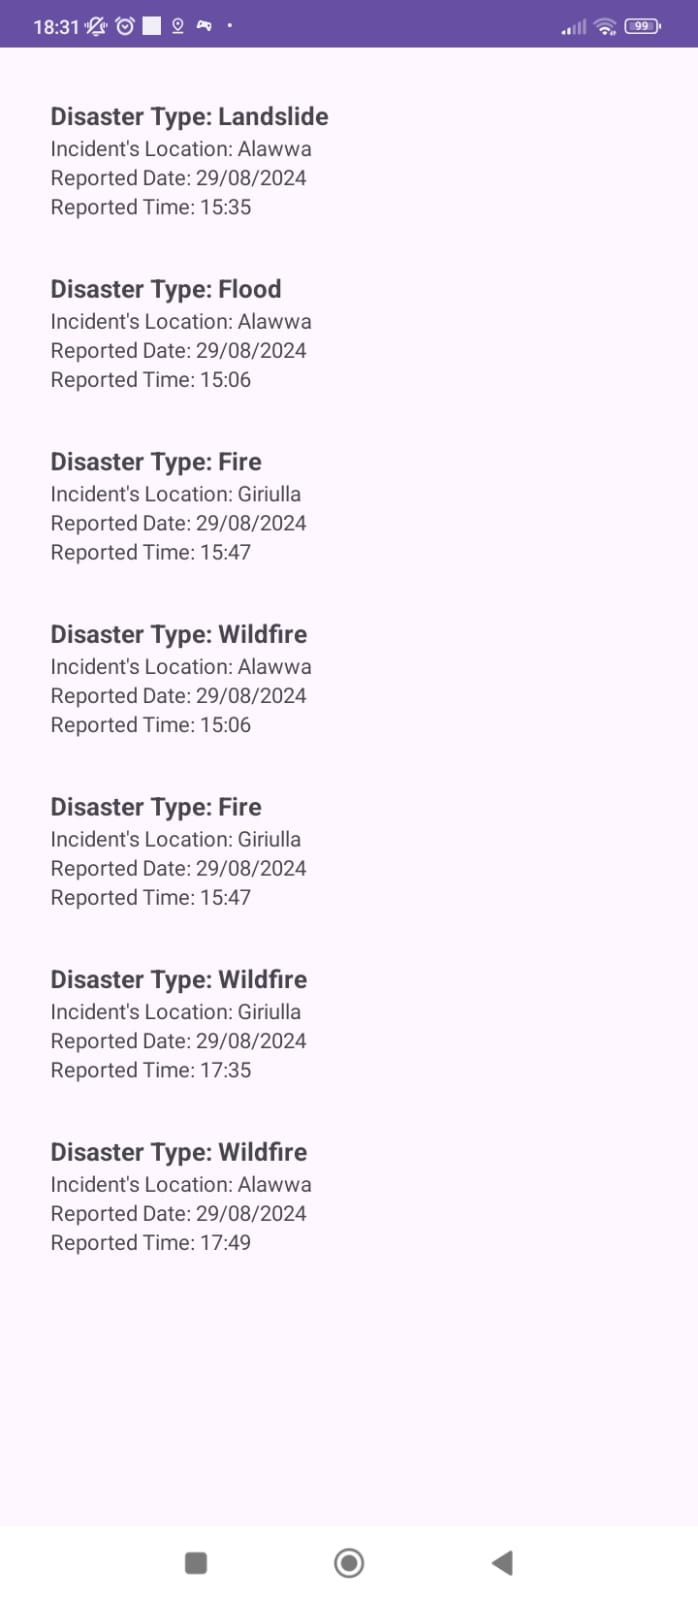 18:31
99
Disaster Type: Landslide
Incident's Location: Alawwa
Reported Date: 29/08/2024
Reported Time: 15:35
Disaster Type: Flood
Incident's Location: Alawwa
Reported Date: 29/08/2024
Reported Time: 15:06
Disaster Type: Fire
Incident's Location: Giriulla
Reported Date: 29/08/2024
Reported Time: 15:47
Disaster Type: Wildfire
Incident's Location: Alawwa
Reported Date: 29/08/2024
Reported Time: 15:06
Disaster Type: Fire
Incident's Location: Giriulla
Reported Date: 29/08/2024
Reported Time: 15:47
Disaster Type: Wildfire
Incident's Location: Giriulla
Reported Date: 29/08/2024
Reported Time: 17:35
Disaster Type: Wildfire
Incident's Location: Alawwa
Reported Date: 29/08/2024
Reported Time: 17:49